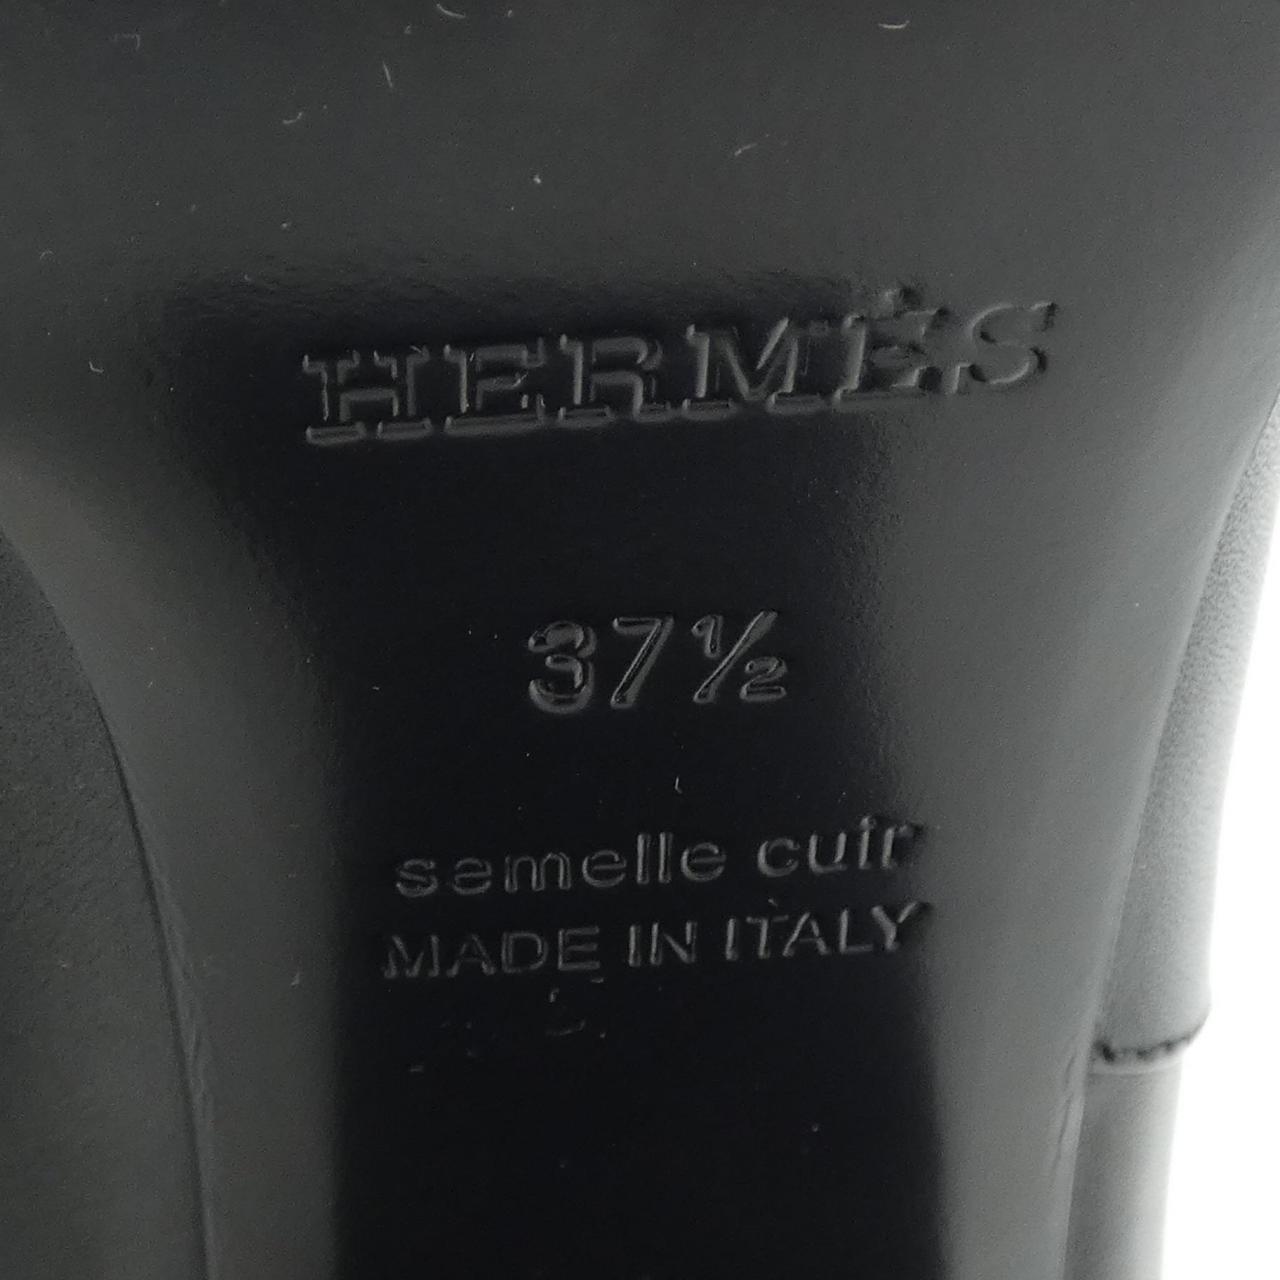 HERMÈS
37½
semelle cuir
MADE IN ITALY